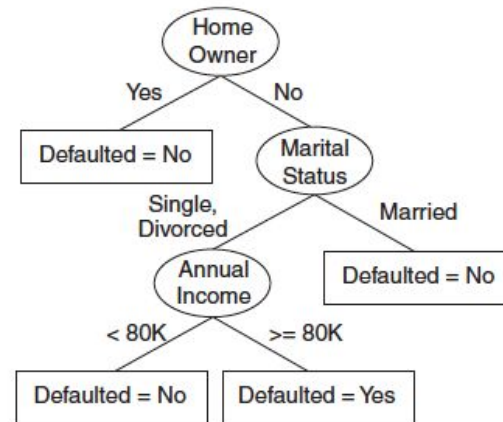 Home
Owner
Yes
No
Defaulted = No
Marital
Status
Single,
Divorced
Married
Annual
Income
Defaulted = No
< 80K
>= 80K
Defaulted = No
Defaulted = Yes